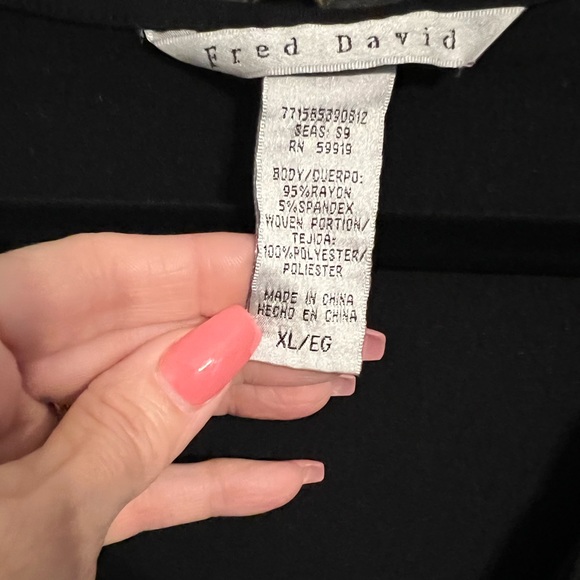 Fred David
771585390812
SEAS: S9
RN 59919
BODY/CUERPO:
95%RAYON
5%SPANDEX
WOVEN PORTION/
TEJIDA:
100%POLYESTER/
POLIESTER
MADE IN CHINA
HECHO EN CHINA
XL/EG